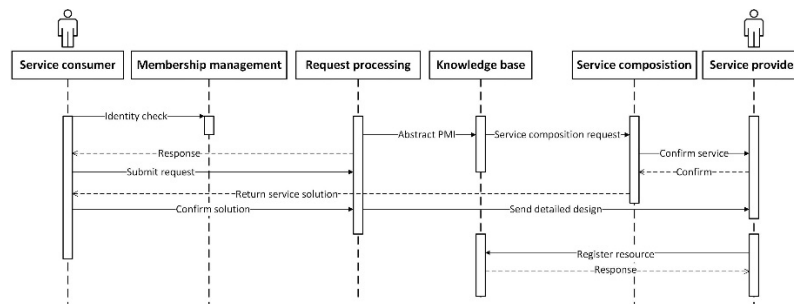 Service consumer
Membership management
Request processing
Knowledge base
Service composistion
Service provide
Identity check
Abstract PMI
Service composition request
Response
Confirm service
Submit request
Confirm
Return service solution
Confirm solution
Send detailed design
Register resource
Response